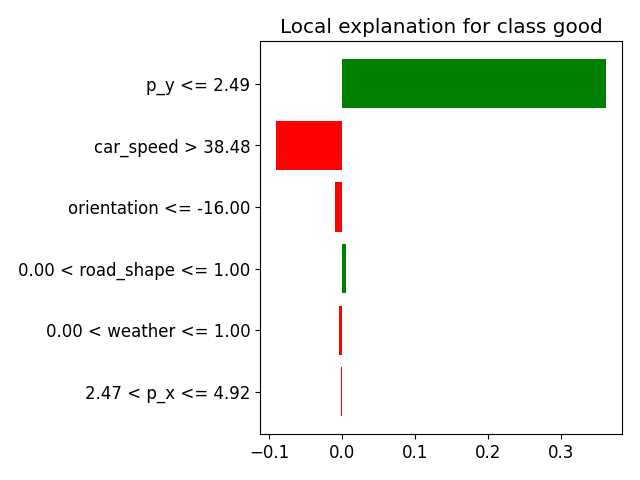 Local explanation for class good
p_y <= 2.49
car_speed > 38.48
orientation <= -16.00
0.00 < road_shape <= 1.00
0.00 < weather <= 1.00
2.47 < p_x <= 4.92
−0.1 0.0 0.1 0.2 0.3